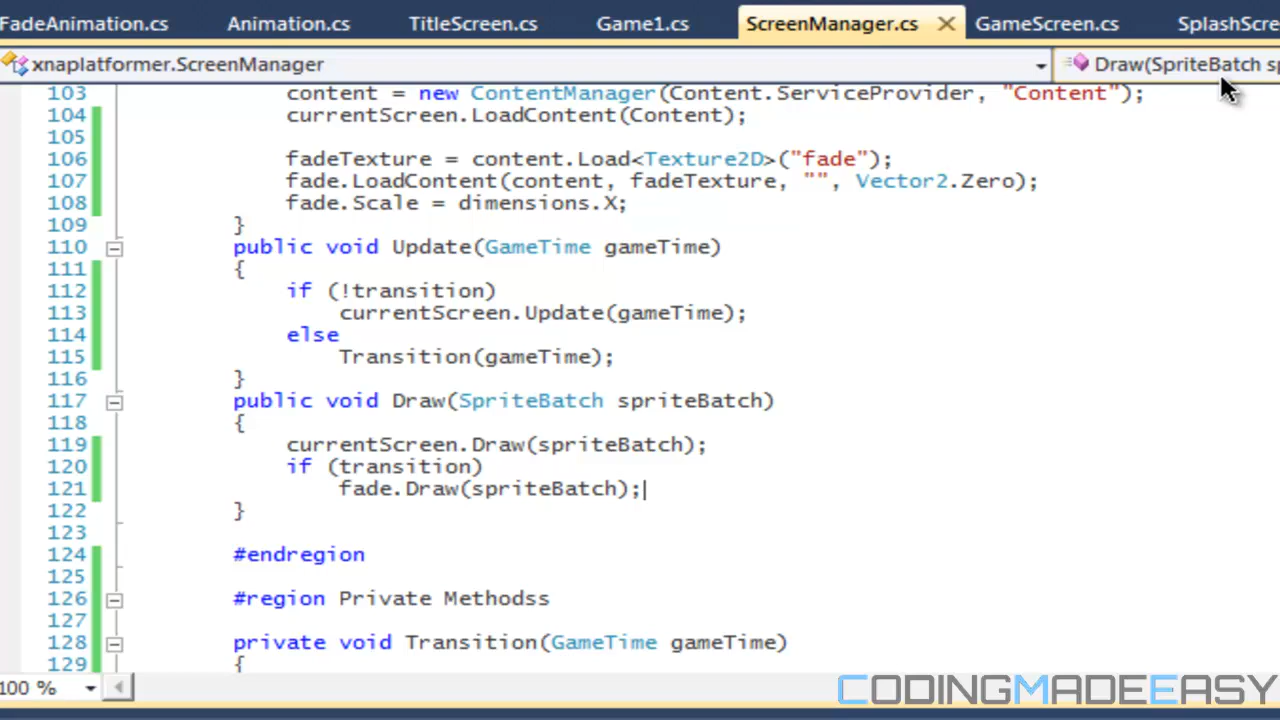 FadeAnimation.cs Animation.cs TitleScreen.cs Game1.cs ScreenManager.cs GameScreen.cs SplashScre
xnaplatformer.ScreenManager Draw(SpriteBatch sp
103 content = new ContentManager(Content.ServiceProvider, "Content");
104 currentScreen.LoadContent(Content);
105
106 fadeTexture = content.Load<Texture2D>("fade");
107 fade.LoadContent(content, fadeTexture, "", Vector2.Zero);
108 fade.Scale = dimensions.X;
109 }
110 public void Update(GameTime gameTime)
111 {
112 if (!transition)
113 currentScreen.Update(gameTime);
114 else
115 Transition(gameTime);
116 }
117 public void Draw(SpriteBatch spriteBatch)
118 {
119 currentScreen.Draw(spriteBatch);
120 if (transition)
121 fade.Draw(spriteBatch);
122 }
123
124 #endregion
125
126 #region Private Methodss
127
128 private void Transition(GameTime gameTime)
129 {
100 %
CODINGMADEEASY